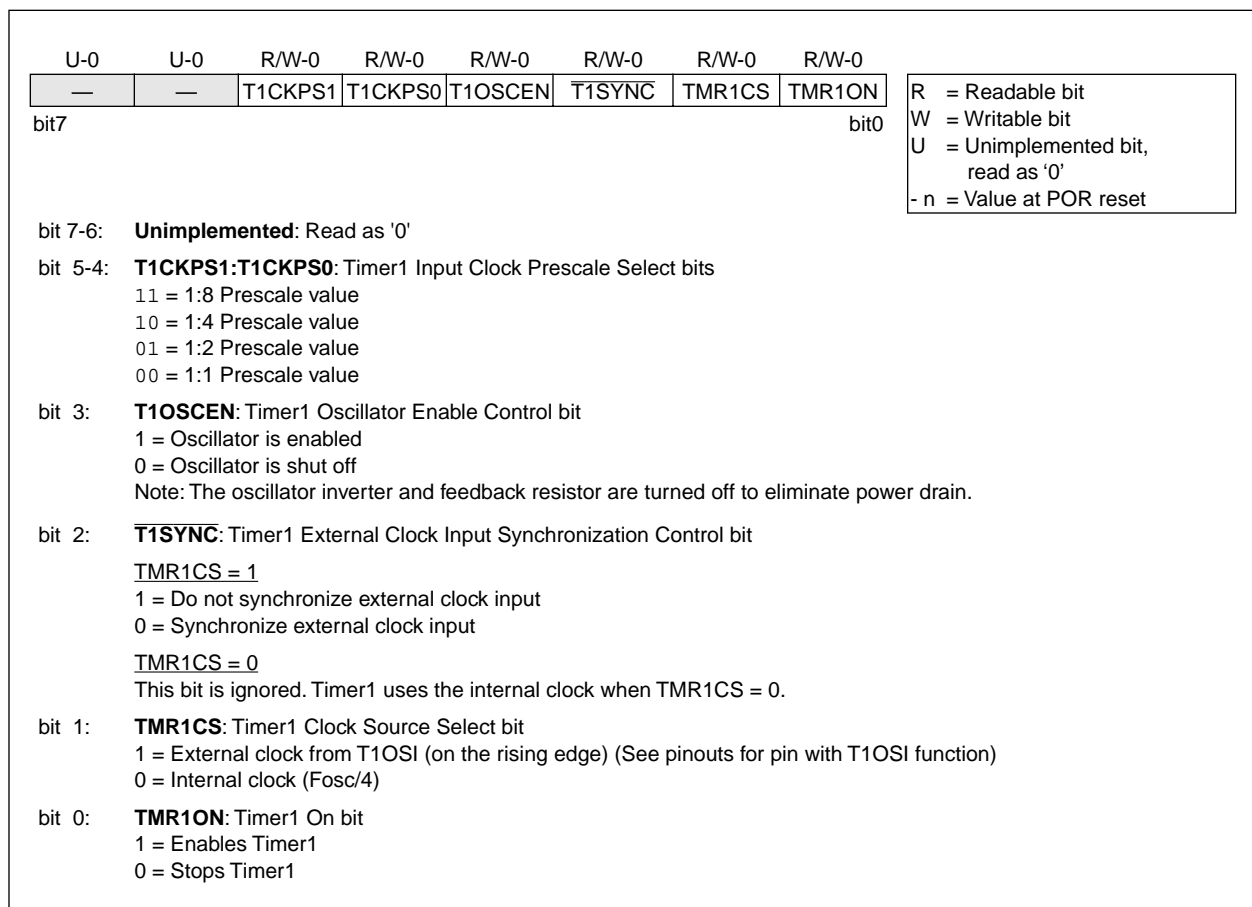 U-0 U-0 R/W-0 R/W-0 R/W-0 R/W-0 R/W-0 R/W-0
— — T1CKPS1 T1CKPS0 T1OSCEN T1SYNC TMR1CS TMR1ON
bit7 bit0
R = Readable bit
W = Writable bit
U = Unimplemented bit,
read as ‘0’
- n = Value at POR reset
bit 7-6: Unimplemented: Read as '0'
bit 5-4: T1CKPS1:T1CKPS0: Timer1 Input Clock Prescale Select bits
11 = 1:8 Prescale value
10 = 1:4 Prescale value
01 = 1:2 Prescale value
00 = 1:1 Prescale value
bit 3: T1OSCEN: Timer1 Oscillator Enable Control bit
1 = Oscillator is enabled
0 = Oscillator is shut off
Note: The oscillator inverter and feedback resistor are turned off to eliminate power drain.
bit 2: T1SYNC: Timer1 External Clock Input Synchronization Control bit
TMR1CS = 1
1 = Do not synchronize external clock input
0 = Synchronize external clock input
TMR1CS = 0
This bit is ignored. Timer1 uses the internal clock when TMR1CS = 0.
bit 1: TMR1CS: Timer1 Clock Source Select bit
1 = External clock from T1OSI (on the rising edge) (See pinouts for pin with T1OSI function)
0 = Internal clock (Fosc/4)
bit 0: TMR1ON: Timer1 On bit
1 = Enables Timer1
0 = Stops Timer1